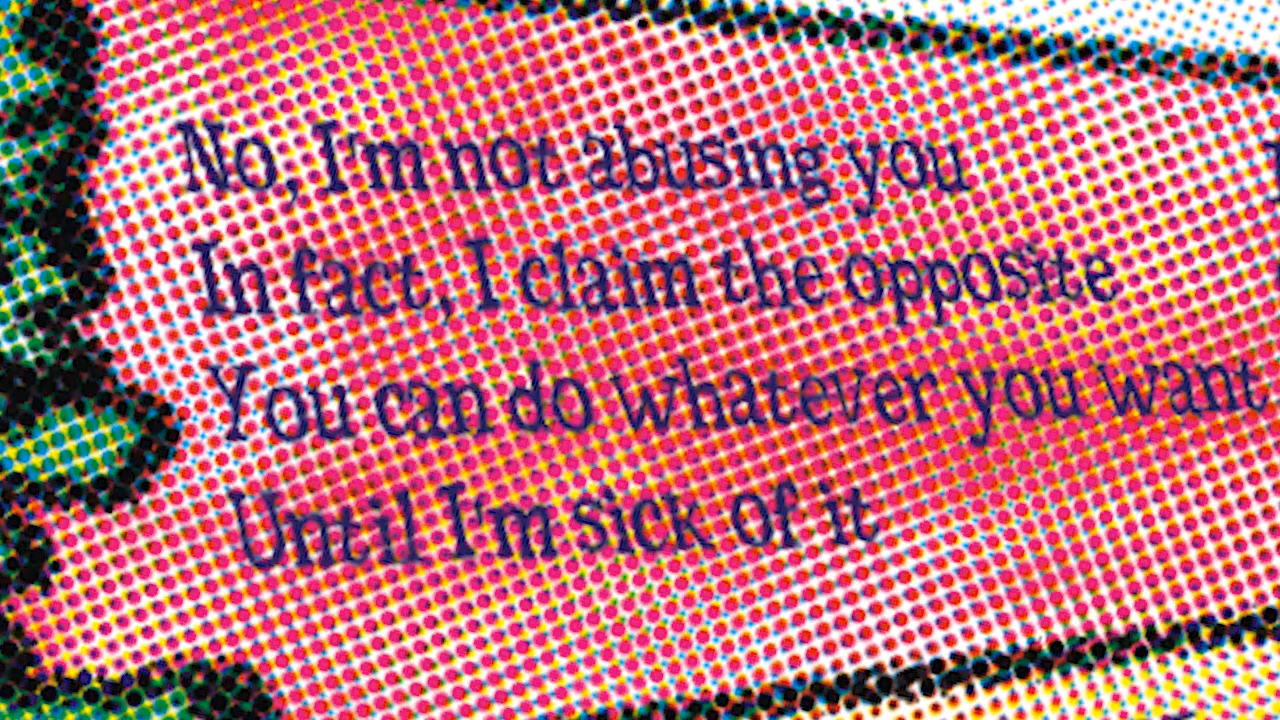 No, I'm not abusing you
In fact, I claim the opposite
You can do whatever you want
Until I'm sick of it